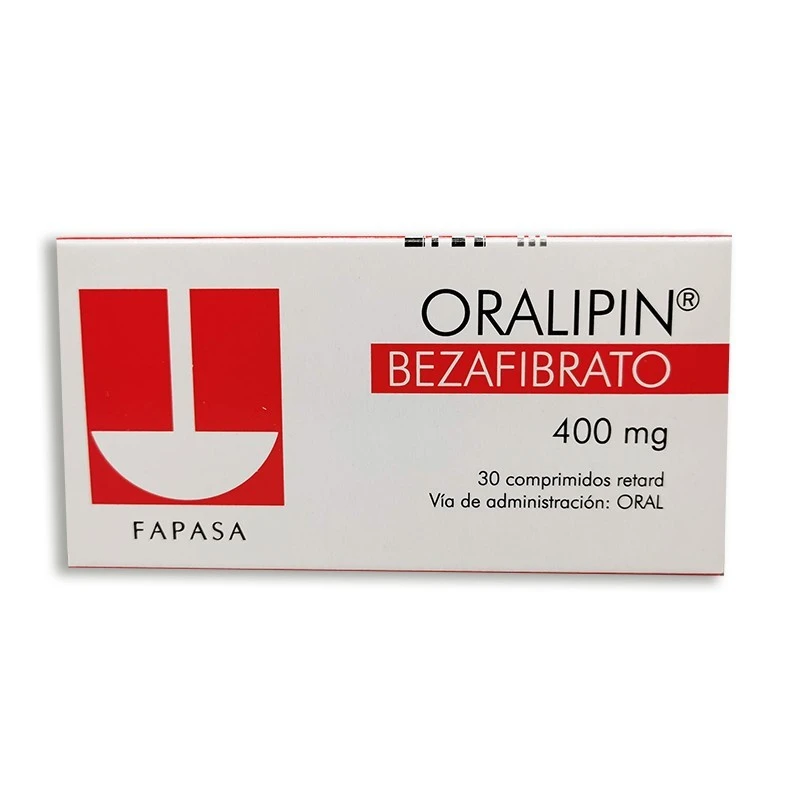 ORALIPIN®
BEZAFIBRATO
400 mg
30 comprimidos retard
Vía de administración: ORAL
FAPASA